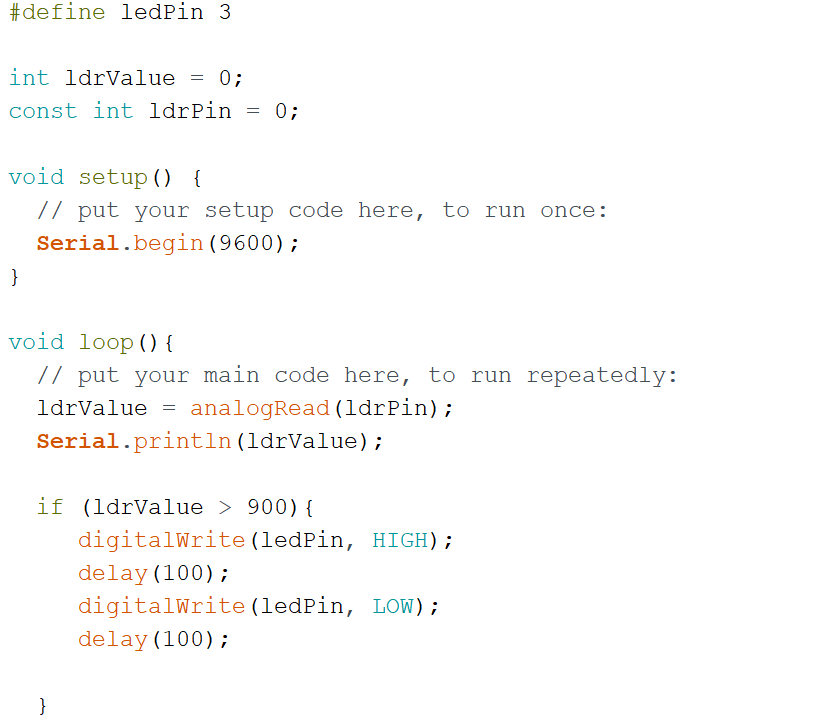 #define ledPin 3
int ldrValue = 0;
const int ldrPin = 0;
void setup() {
// put your setup code here, to run once:
Serial.begin(9600);
}
void loop(){
// put your main code here, to run repeatedly:
ldrValue = analogRead(ldrPin);
Serial.println(ldrValue);
if (ldrValue > 900){
digitalWrite(ledPin, HIGH);
delay(100);
digitalWrite(ledPin, LOW);
delay(100);
}